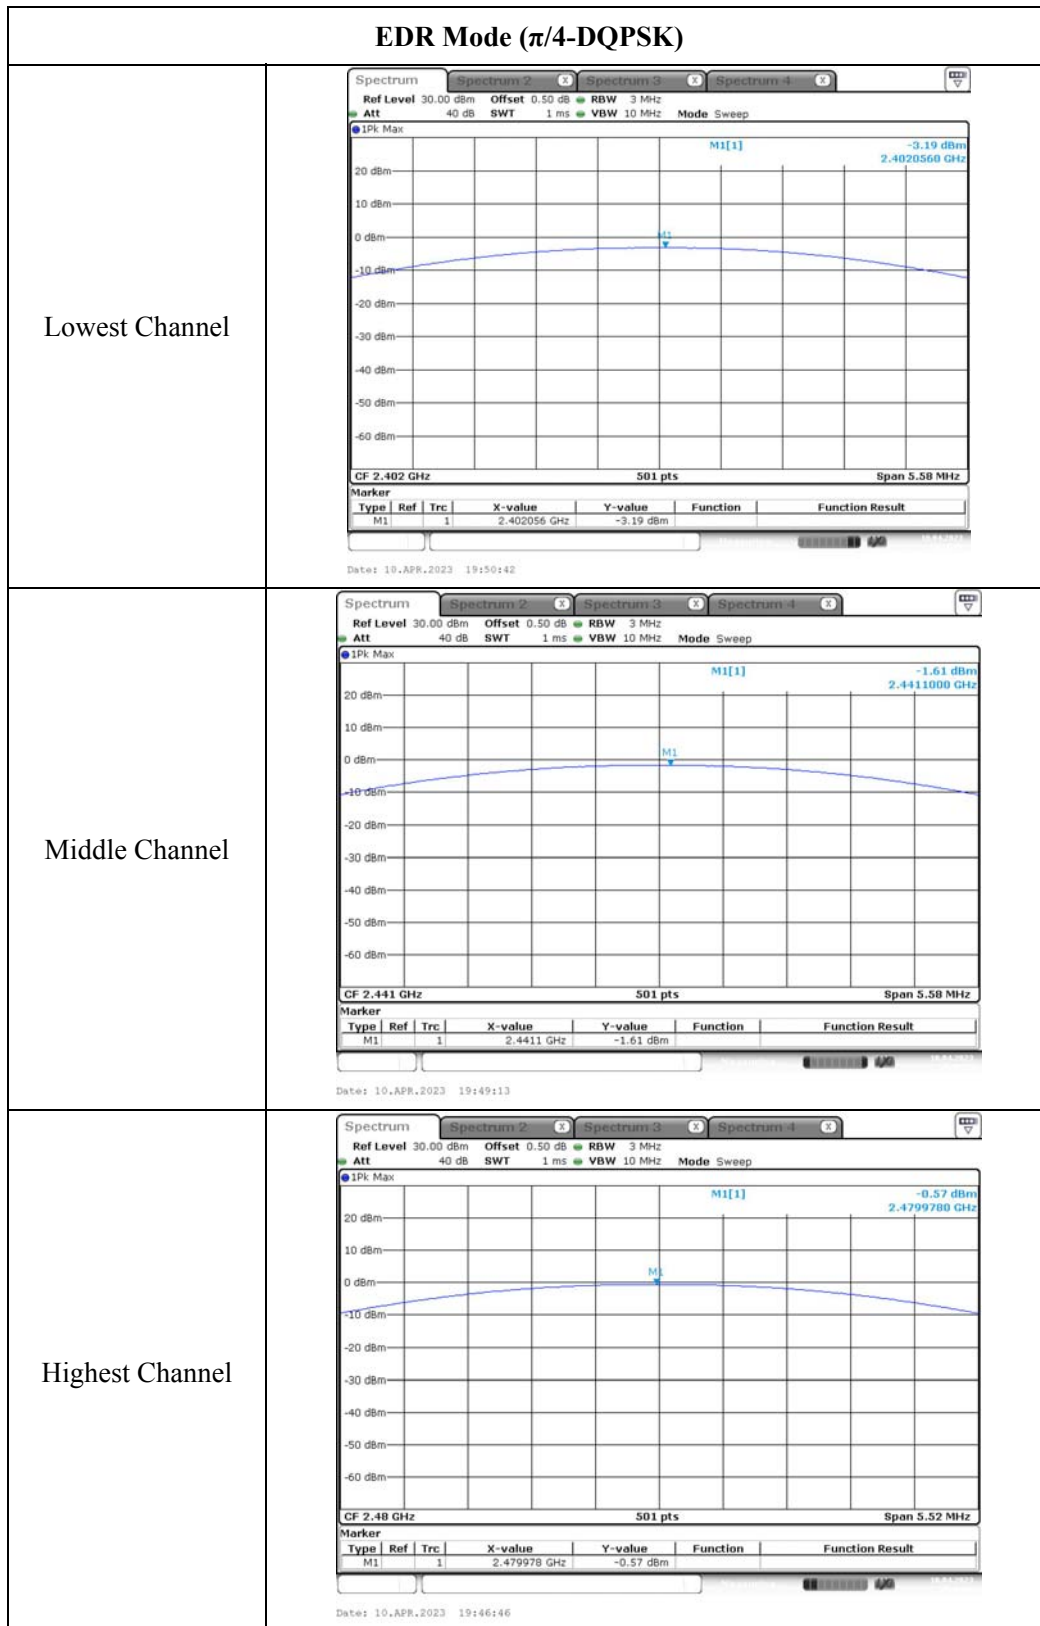 EDR Mode (π/4-DQPSK)
Lowest Channel
Spectrum Spectrum 2 X Spectrum 3 X Spectrum 4 X
Ref Level 30.00 dBm Offset 0.50 dB RBW 3 MHz
Att 40 dB SWT 1 ms VBW 10 MHz Mode Sweep
1Pk Max
M1[1] -3.19 dBm
2.4020560 GHz
20 dBm
10 dBm
0 dBm
M1
-10 dBm
-20 dBm
-30 dBm
-40 dBm
-50 dBm
-60 dBm
CF 2.402 GHz 501 pts Span 5.58 MHz
Marker
Type Ref Trc X-value Y-value Function Function Result
M1 1 2.402056 GHz -3.19 dBm
Date: 10.APR.2023 19:50:42
Middle Channel
Spectrum Spectrum 2 X Spectrum 3 X Spectrum 4 X
Ref Level 30.00 dBm Offset 0.50 dB RBW 3 MHz
Att 40 dB SWT 1 ms VBW 10 MHz Mode Sweep
1Pk Max
M1[1] -1.61 dBm
2.4411000 GHz
20 dBm
10 dBm
M1
0 dBm
-10 dBm
-20 dBm
-30 dBm
-40 dBm
-50 dBm
-60 dBm
CF 2.441 GHz 501 pts Span 5.58 MHz
Marker
Type Ref Trc X-value Y-value Function Function Result
M1 1 2.4411 GHz -1.61 dBm
Date: 10.APR.2023 19:49:13
Highest Channel
Spectrum Spectrum 2 X Spectrum 3 X Spectrum 4 X
Ref Level 30.00 dBm Offset 0.50 dB RBW 3 MHz
Att 40 dB SWT 1 ms VBW 10 MHz Mode Sweep
1Pk Max
M1[1] -0.57 dBm
2.4799780 GHz
20 dBm
10 dBm
M1
0 dBm
-10 dBm
-20 dBm
-30 dBm
-40 dBm
-50 dBm
-60 dBm
CF 2.48 GHz 501 pts Span 5.52 MHz
Marker
Type Ref Trc X-value Y-value Function Function Result
M1 1 2.479978 GHz -0.57 dBm
Date: 10.APR.2023 19:46:46